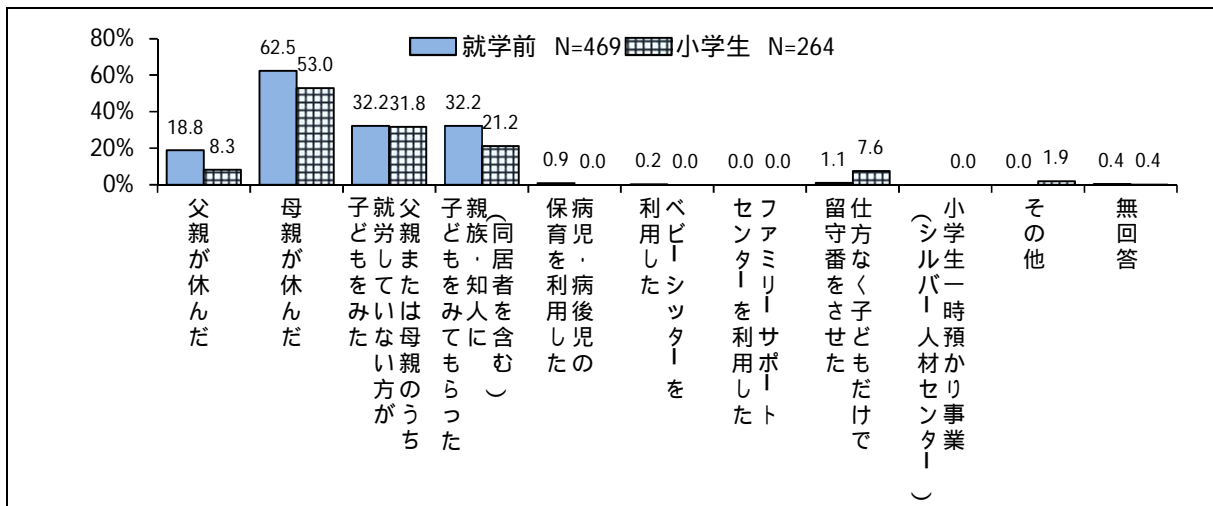 80%
60%
40%
20%
0%
就学前 N=469
小学生 N=264
18.8
8.3
62.5
53.0
32.2
31.8
32.2
21.2
0.9
0.0
0.2
0.0
0.0
0.0
1.1
7.6
0.0
0.0
1.9
0.4
0.4
父親が休んだ
母親が休んだ
父親または母親のうち
就労していない方が
子どもをみた
(同居者を含む)
親族・知人に
子どもをみてもらった
病児・病後児の
保育を利用した
ベビーシッターを
利用した
ファミリーサポート
センターを利用した
仕方なく子どもだけで
留守番をさせた
小学生一時預かり事業
(シルバー人材センター)
その他
無回答